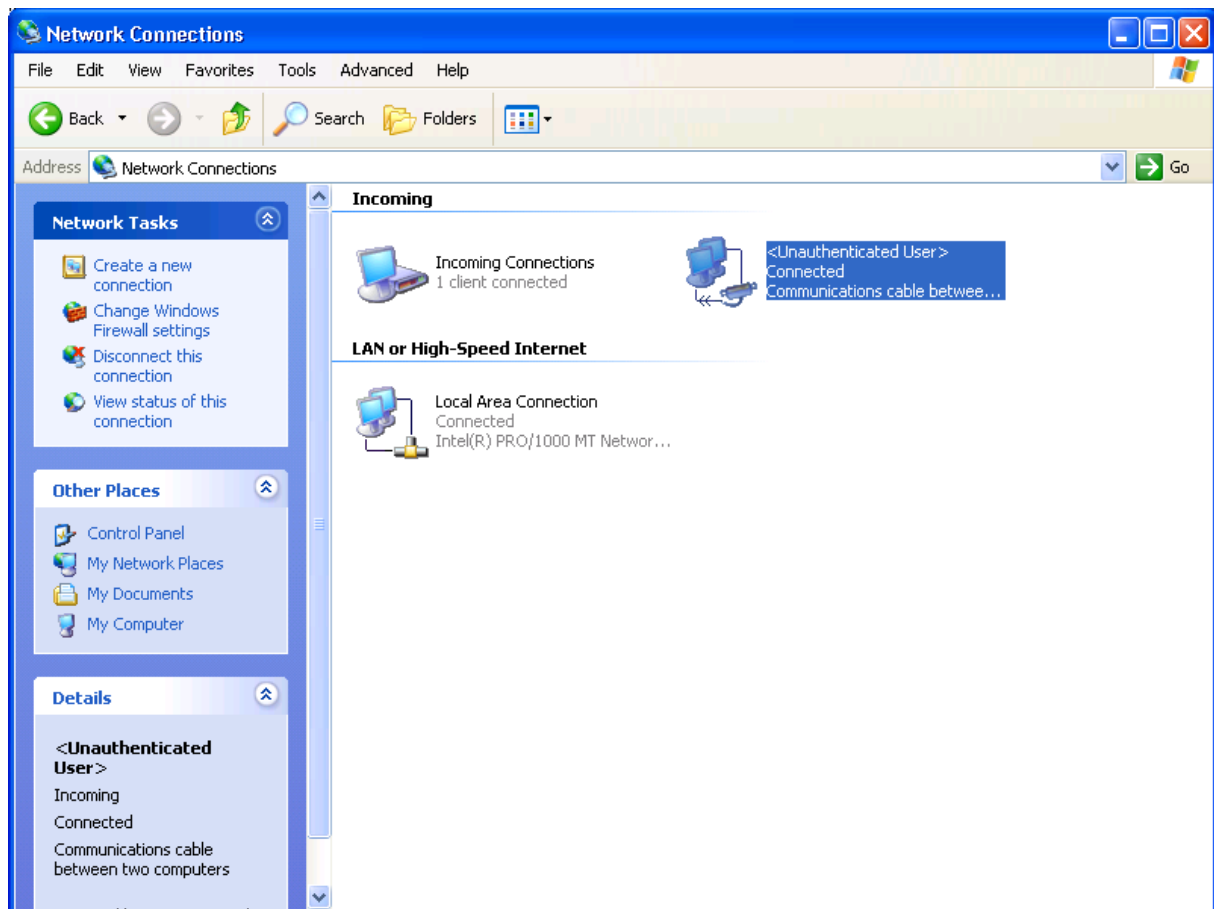 Network Connections
File Edit View Favorites Tools Advanced Help
Back Search Folders
Address Network Connections Go
Network Tasks
Create a new
connection
Change Windows
Firewall settings
Disconnect this
connection
View status of this
connection
Other Places
Control Panel
My Network Places
My Documents
My Computer
Details
<Unauthenticated
User>
Incoming
Connected
Communications cable
between two computers
Incoming
Incoming Connections
1 client connected
<Unauthenticated User>
Connected
Communications cable betwee...
LAN or High-Speed Internet
Local Area Connection
Connected
Intel(R) PRO/1000 MT Networ...